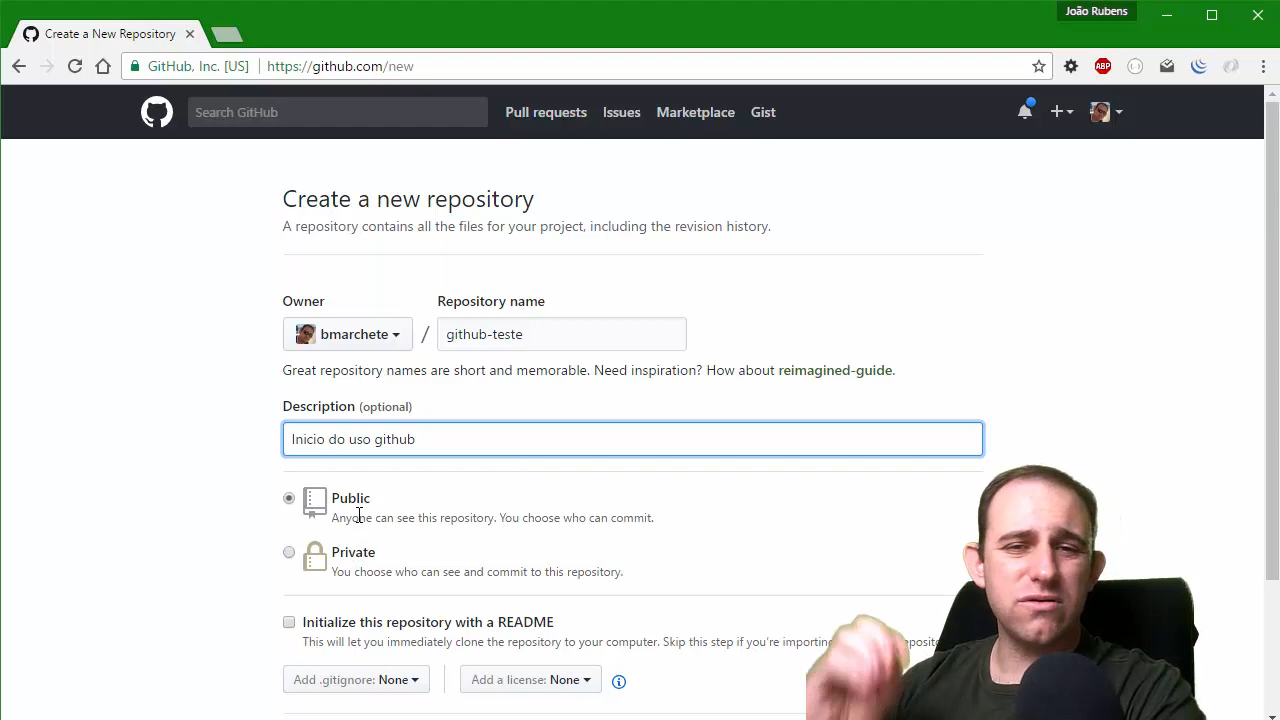 João Rubens
Create a New Repository
GitHub, Inc. [US] https://github.com/new
ABP
Search GitHub
Pull requests Issues Marketplace Gist
Create a new repository
A repository contains all the files for your project, including the revision history.
Owner Repository name
bmarchete / github-teste
Great repository names are short and memorable. Need inspiration? How about reimagined-guide.
Description (optional)
Inicio do uso github
Public
Anyone can see this repository. You choose who can commit.
Private
You choose who can see and commit to this repository.
Initialize this repository with a README
This will let you immediately clone the repository to your computer. Skip this step if you're
Add .gitignore: None Add a license: None